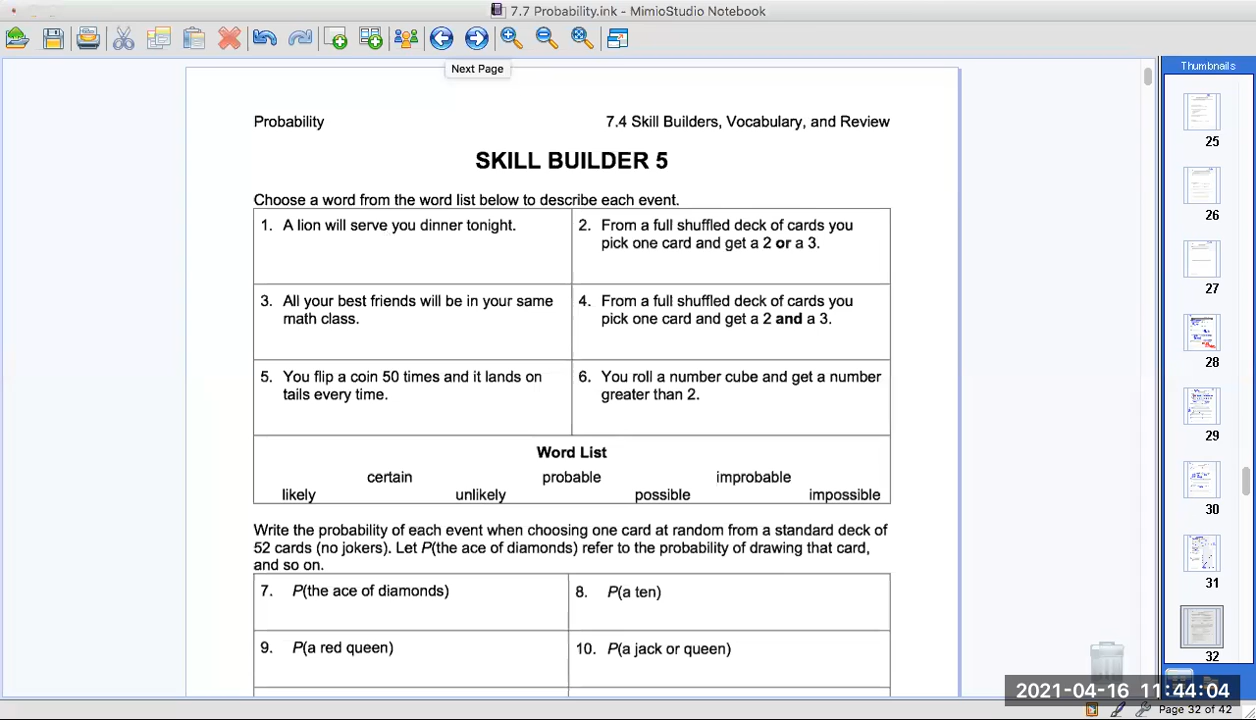 7.7 Probability.ink - MimioStudio Notebook
Next Page
Thumbnails
Probability
7.4 Skill Builders, Vocabulary, and Review
SKILL BUILDER 5
Choose a word from the word list below to describe each event.
1. A lion will serve you dinner tonight.
2. From a full shuffled deck of cards you
pick one card and get a 2 or a 3.
3. All your best friends will be in your same
math class.
4. From a full shuffled deck of cards you
pick one card and get a 2 and a 3.
5. You flip a coin 50 times and it lands on
tails every time.
6. You roll a number cube and get a number
greater than 2.
Word List
certain probable improbable
likely unlikely possible impossible
Write the probability of each event when choosing one card at random from a standard deck of
52 cards (no jokers). Let P(the ace of diamonds) refer to the probability of drawing that card,
and so on.
7. P(the ace of diamonds)
8. P(a ten)
9. P(a red queen)
10. P(a jack or queen)
25
26
27
28
29
30
31
32
2021-04-16 11:44:04
Page 32 of 42